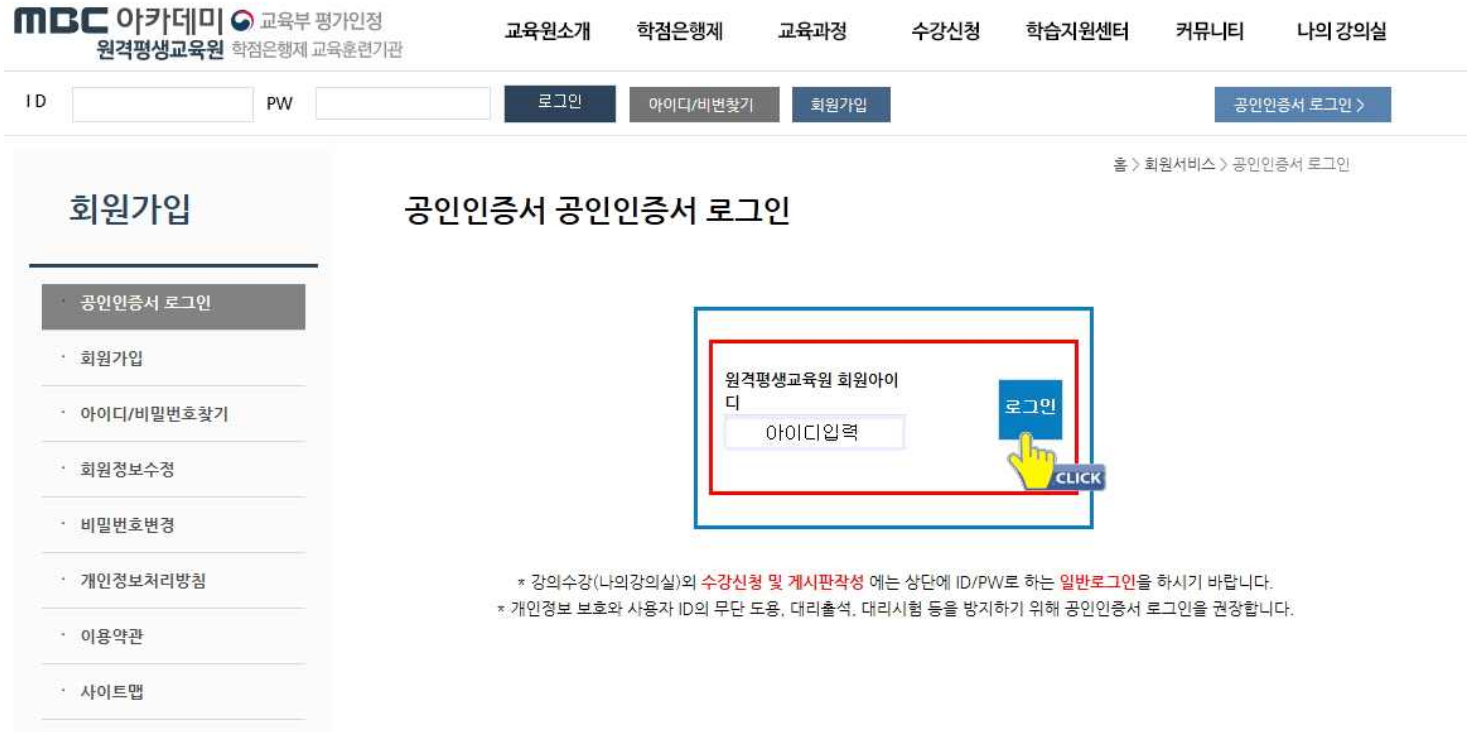 mBC 아카데미 교육부 평가인정
원격평생교육원 학점은행제 교육훈련기관
교육원소개 학점은행제 교육과정 수강신청 학습지원센터 커뮤니티 나의 강의실
ID PW 로그인 아이디/비번찾기 회원가입 공인인증서 로그인 >
홈 > 회원서비스 > 공인인증서 로그인
회원가입
공인인증서 공인인증서 로그인
· 공인인증서 로그인
· 회원가입
· 아이디/비밀번호찾기
· 회원정보수정
· 비밀번호변경
· 개인정보처리방침
· 이용약관
· 사이트맵
원격평생교육원 회원아이
디
아이디입력
로그인
CLICK
* 강의수강(나의강의실)외 수강신청 및 게시판작성 에는 상단에 ID/PW로 하는 일반로그인을 하시기 바랍니다.
* 개인정보 보호와 사용자 ID의 무단 도용, 대리출석, 대리시험 등을 방지하기 위해 공인인증서 로그인을 권장합니다.